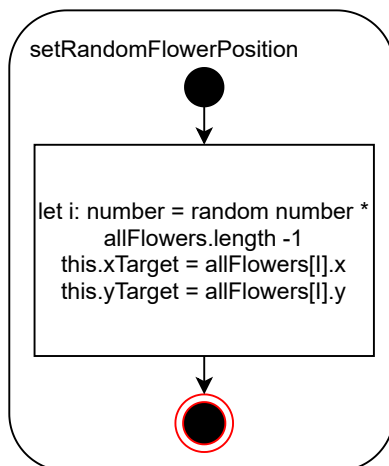 setRandomFlowerPosition
let i: number = random number *
allFlowers.length -1
this.xTarget = allFlowers[I].x
this.yTarget = allFlowers[I].y